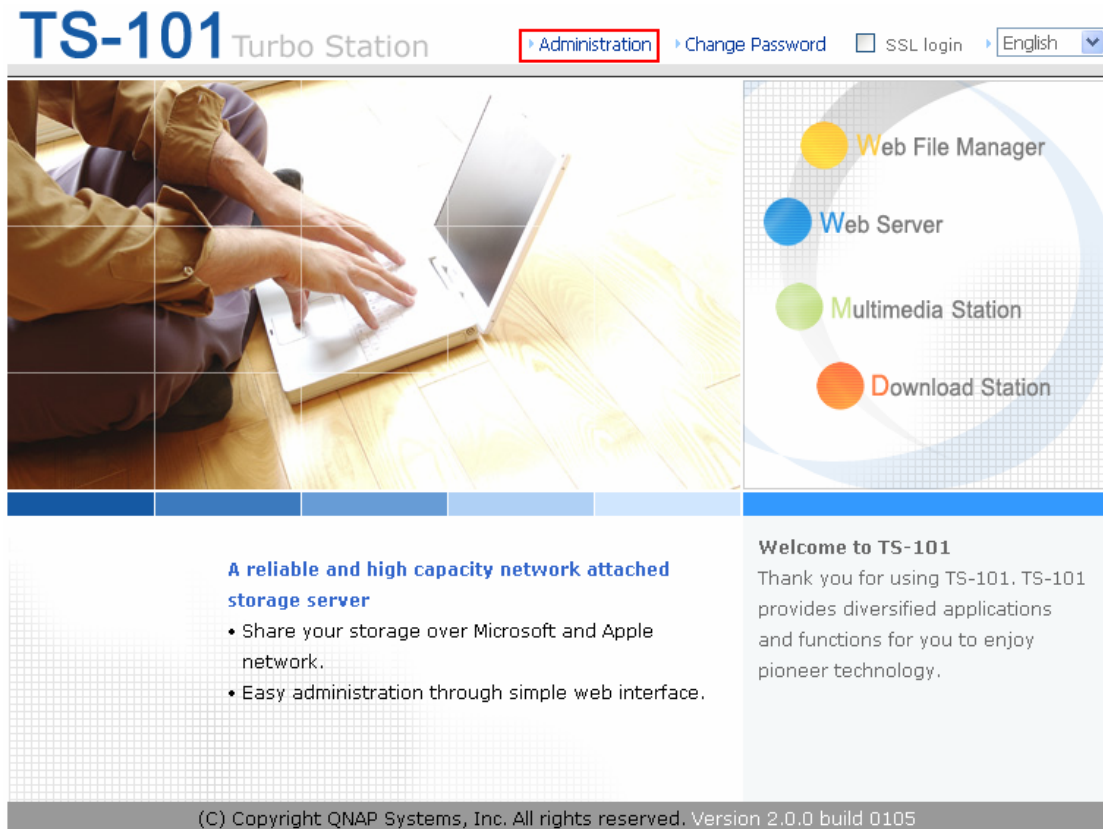 TS-101 Turbo Station
Administration
Change Password
SSL login
English
Web File Manager
Web Server
Multimedia Station
Download Station
A reliable and high capacity network attached
storage server
• Share your storage over Microsoft and Apple
network.
• Easy administration through simple web interface.
Welcome to TS-101
Thank you for using TS-101. TS-101
provides diversified applications
and functions for you to enjoy
pioneer technology.
(C) Copyright QNAP Systems, Inc. All rights reserved. Version 2.0.0 build 0105